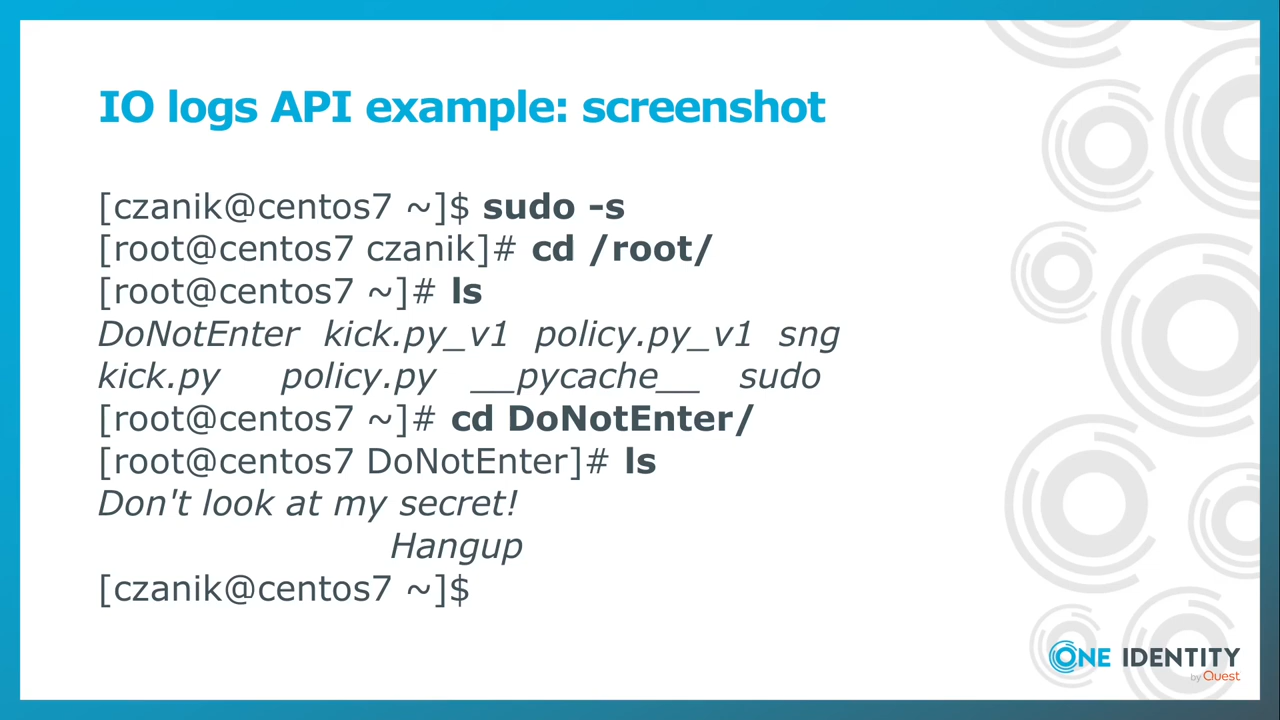 IO logs API example: screenshot
[czanik@centos7 ~]$ sudo -s
[root@centos7 czanik]# cd /root/
[root@centos7 ~]# ls
DoNotEnter kick.py_v1 policy.py_v1 sng
kick.py policy.py __pycache__ sudo
[root@centos7 ~]# cd DoNotEnter/
[root@centos7 DoNotEnter]# ls
Don't look at my secret!
Hangup
[czanik@centos7 ~]$
ONE IDENTITY
by Quest